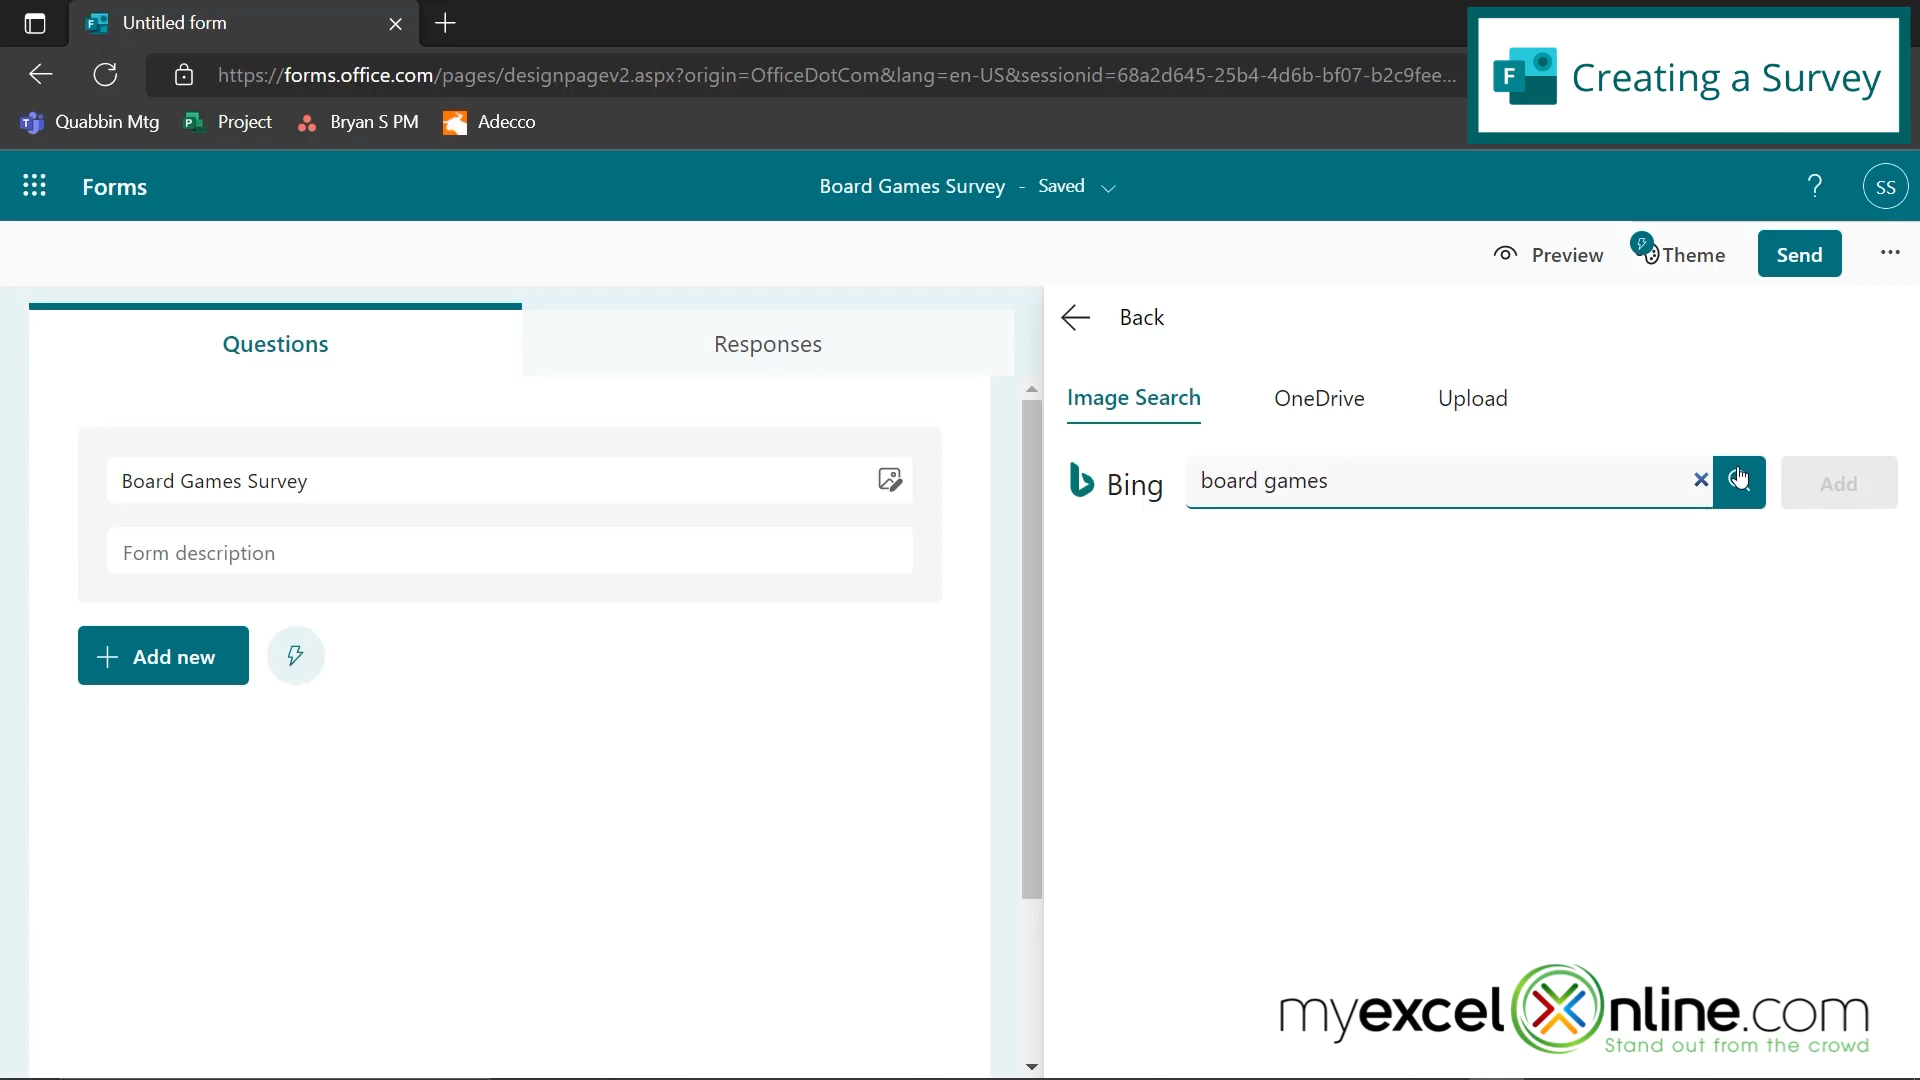 Untitled form
https://forms.office.com/pages/designpagev2.aspx?origin=OfficeDotCom&lang=en-US&sessionid=68a2d645-25b4-4d6b-bf07-b2c9fee...
F Creating a Survey
Quabbin Mtg Project Bryan S PM Adecco
Forms Board Games Survey - Saved ? SS
Preview Theme Send ...
Questions Responses
Back
Image Search OneDrive Upload
Board Games Survey
Bing board games Add
Form description
+ Add new
myexcelonline.com
Stand out from the crowd